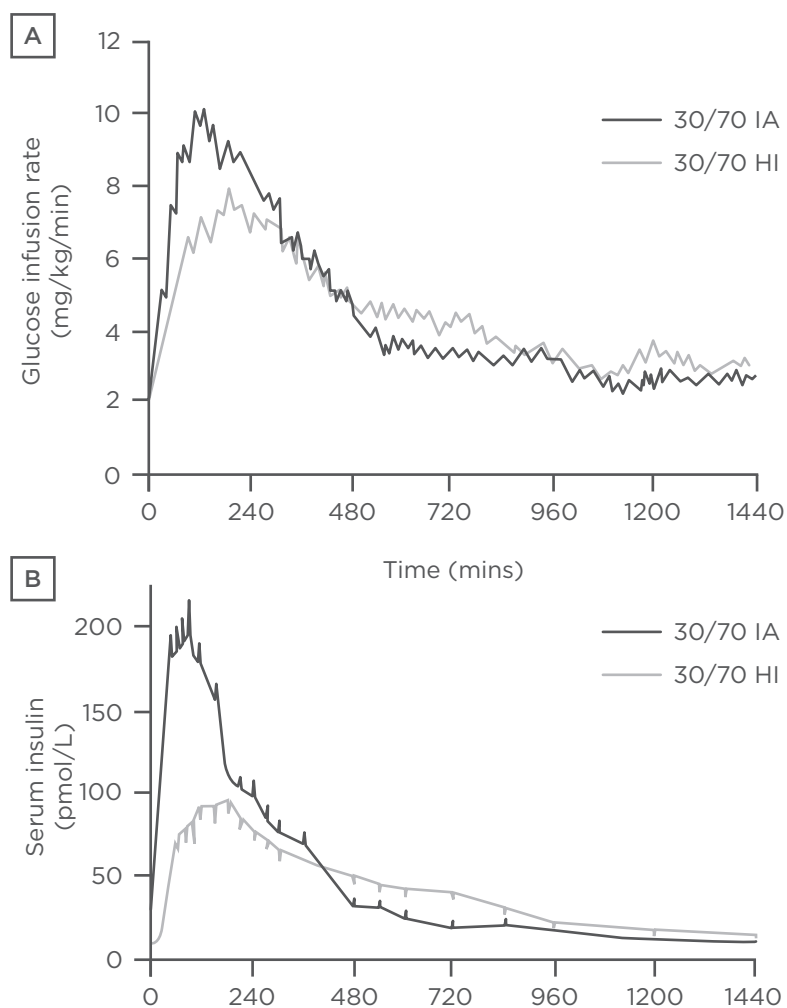 A
12
10
8
6
4
2
0
Glucose infusion rate
(mg/kg/min)
30/70 IA
30/70 HI
0 240 480 720 960 1200 1440
Time (mins)
B
200
150
100
50
0
Serum insulin
(pmol/L)
30/70 IA
30/70 HI
0 240 480 720 960 1200 1440